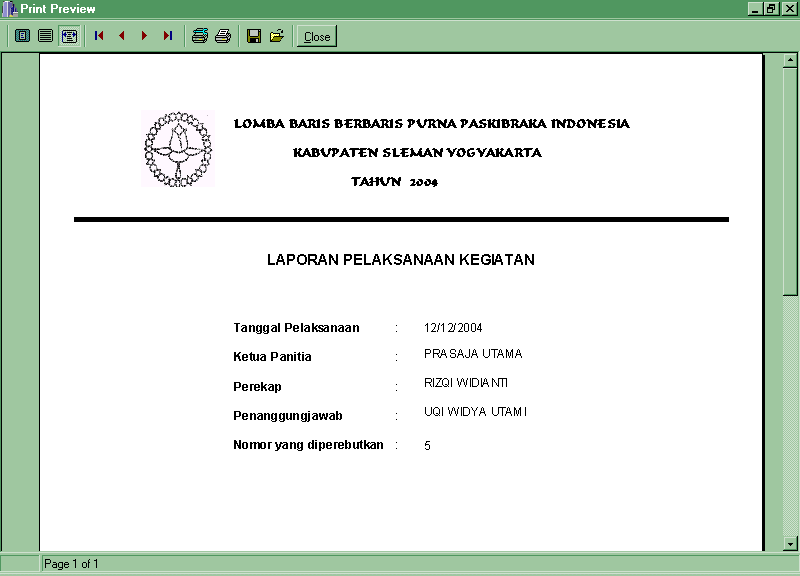 Print Preview
Close
LOMBA BARIS BERBARIS PURNA PASKIBRAKA INDONESIA
KABUPATEN SLEMAN YOGYAKARTA
TAHUN 2004
LAPORAN PELAKSANAAN KEGIATAN
Tanggal Pelaksanaan : 12/12/2004
Ketua Panitia : PRASAJA UTAMA
Perekap : RIZQI WIDIANTI
Penanggungjawab : UQI WIDYA UTAMI
Nomor yang diperebutkan : 5
Page 1 of 1